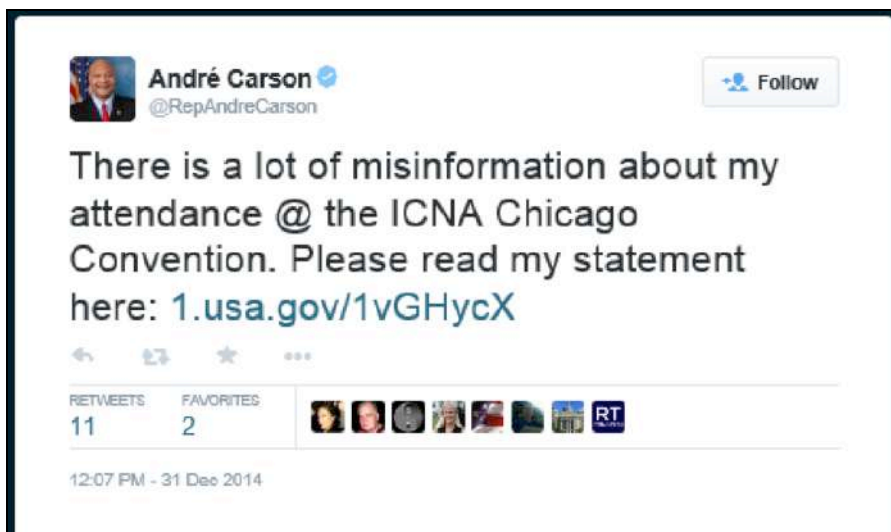 André Carson
Follow
@RepAndreCarson
There is a lot of misinformation about my
attendance @ the ICNA Chicago
Convention. Please read my statement
here: 1.usa.gov/1vGHycX
RETWEETS FAVORITES
11 2
RT
12:07 PM - 31 Dec 2014